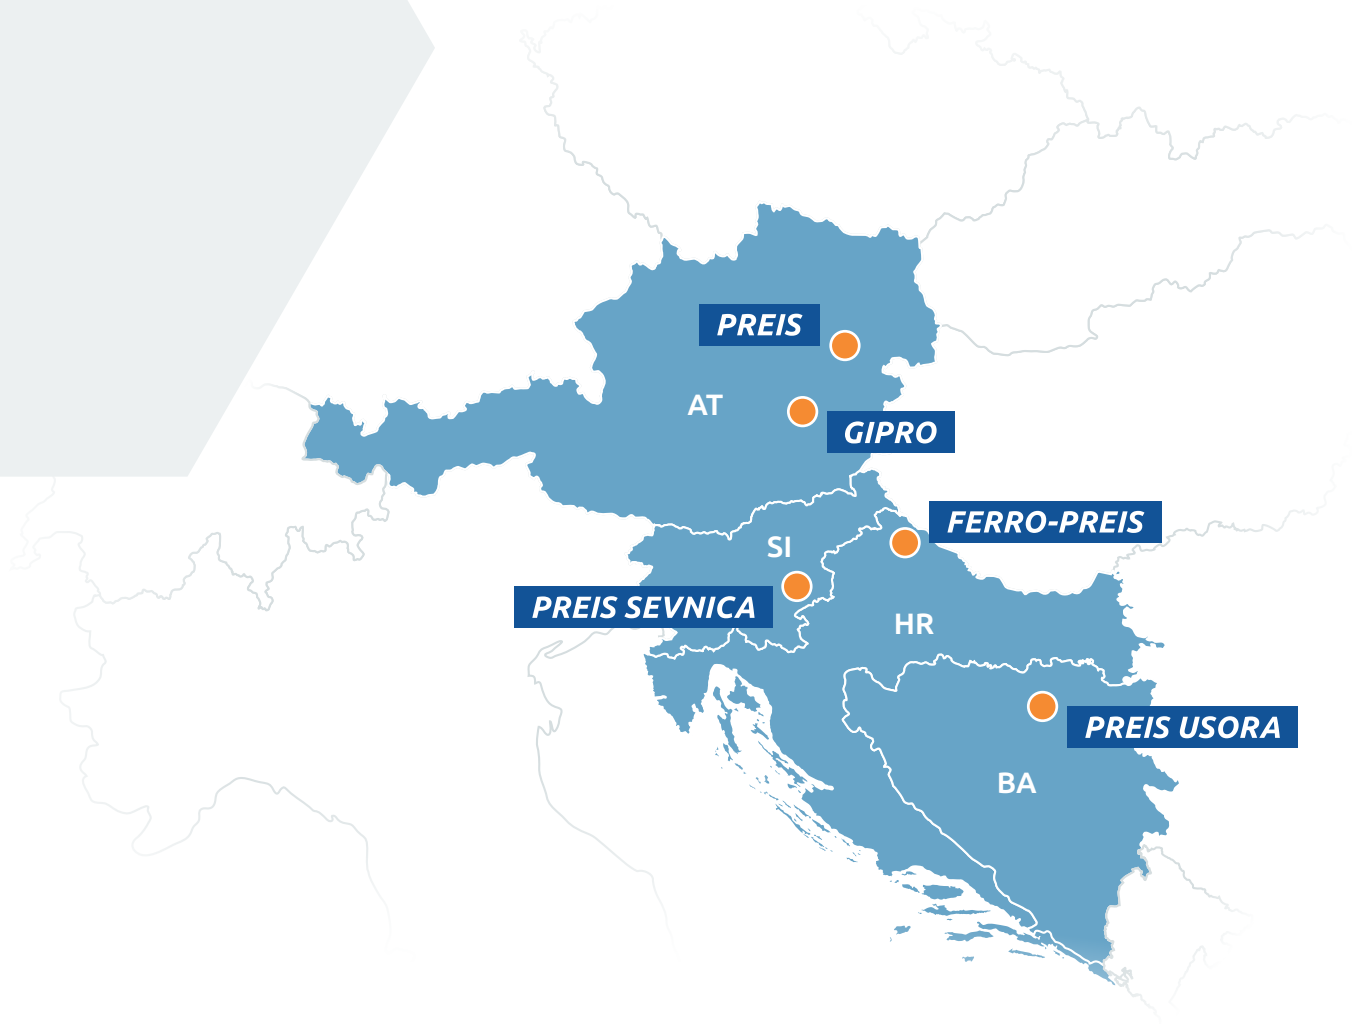 PREIS
AT
GIPRO
FERRO-PREIS
SI
PREIS SEVNICA
HR
PREIS USORA
BA